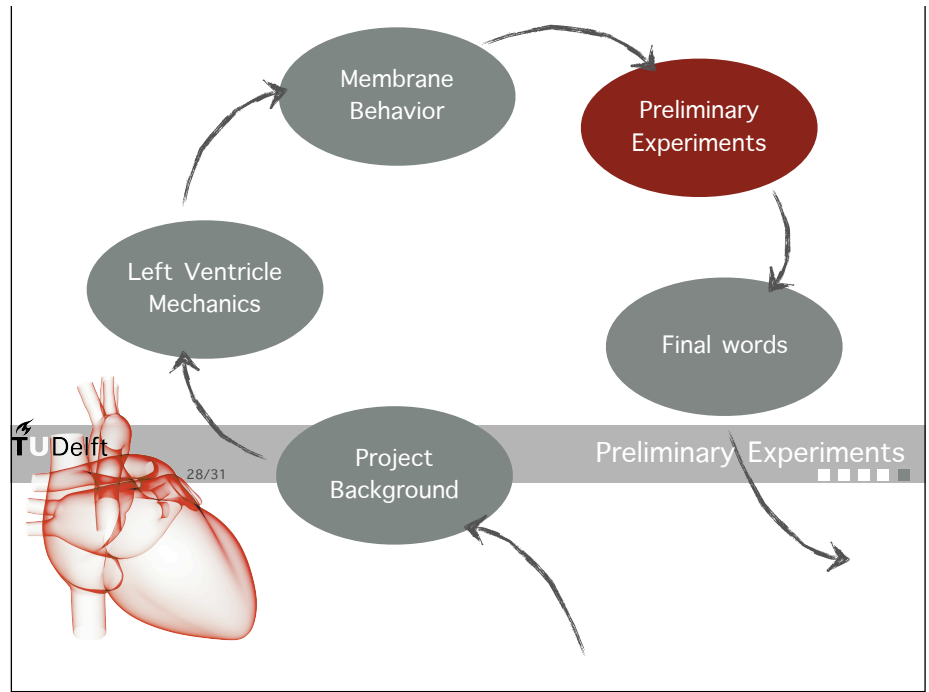 Membrane
Behavior
Preliminary
Experiments
Left Ventricle
Mechanics
Final words
TUDelft
Preliminary Experiments
28/31
Project
Background